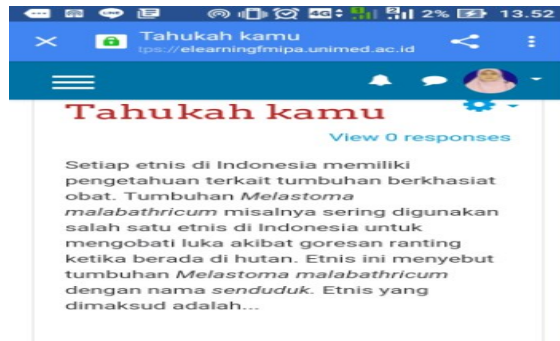 4G 2% 13.52
Tahukah kamu
tps://elearningfmipa.unimed.ac.id
Tahukah kamu
View 0 responses
Setiap etnis di Indonesia memiliki
pengetahuan terkait tumbuhan berkhasiat
obat. Tumbuhan Melastoma
malabathricum misalnya sering digunakan
salah satu etnis di Indonesia untuk
mengobati luka akibat goresan ranting
ketika berada di hutan. Etnis ini menyebut
tumbuhan Melastoma malabathricum
dengan nama senduduk. Etnis yang
dimaksud adalah...